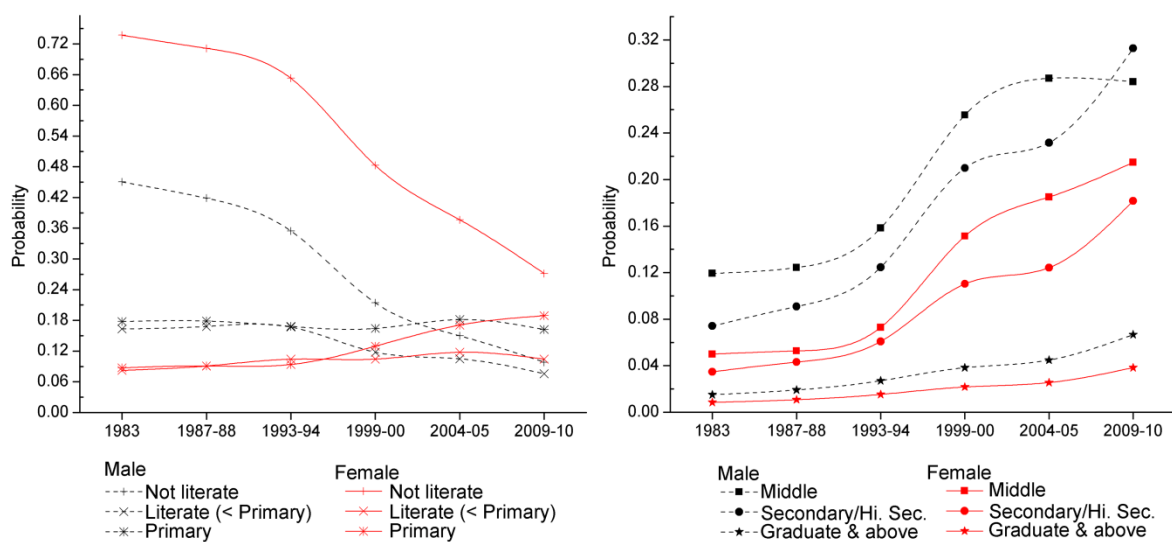 Probability
0.72
0.66
0.60
0.54
0.48
0.42
0.36
0.30
0.24
0.18
0.12
0.06
0.00
1983 1987-88 1993-94 1999-00 2004-05 2009-10
Male Female
Not literate Not literate
Literate (< Primary) Literate (< Primary)
Primary Primary
Probability
0.32
0.28
0.24
0.20
0.16
0.12
0.08
0.04
0.00
1983 1987-88 1993-94 1999-00 2004-05 2009-10
Male Female
Middle Middle
Secondary/Hi. Sec. Secondary/Hi. Sec.
Graduate & above Graduate & above